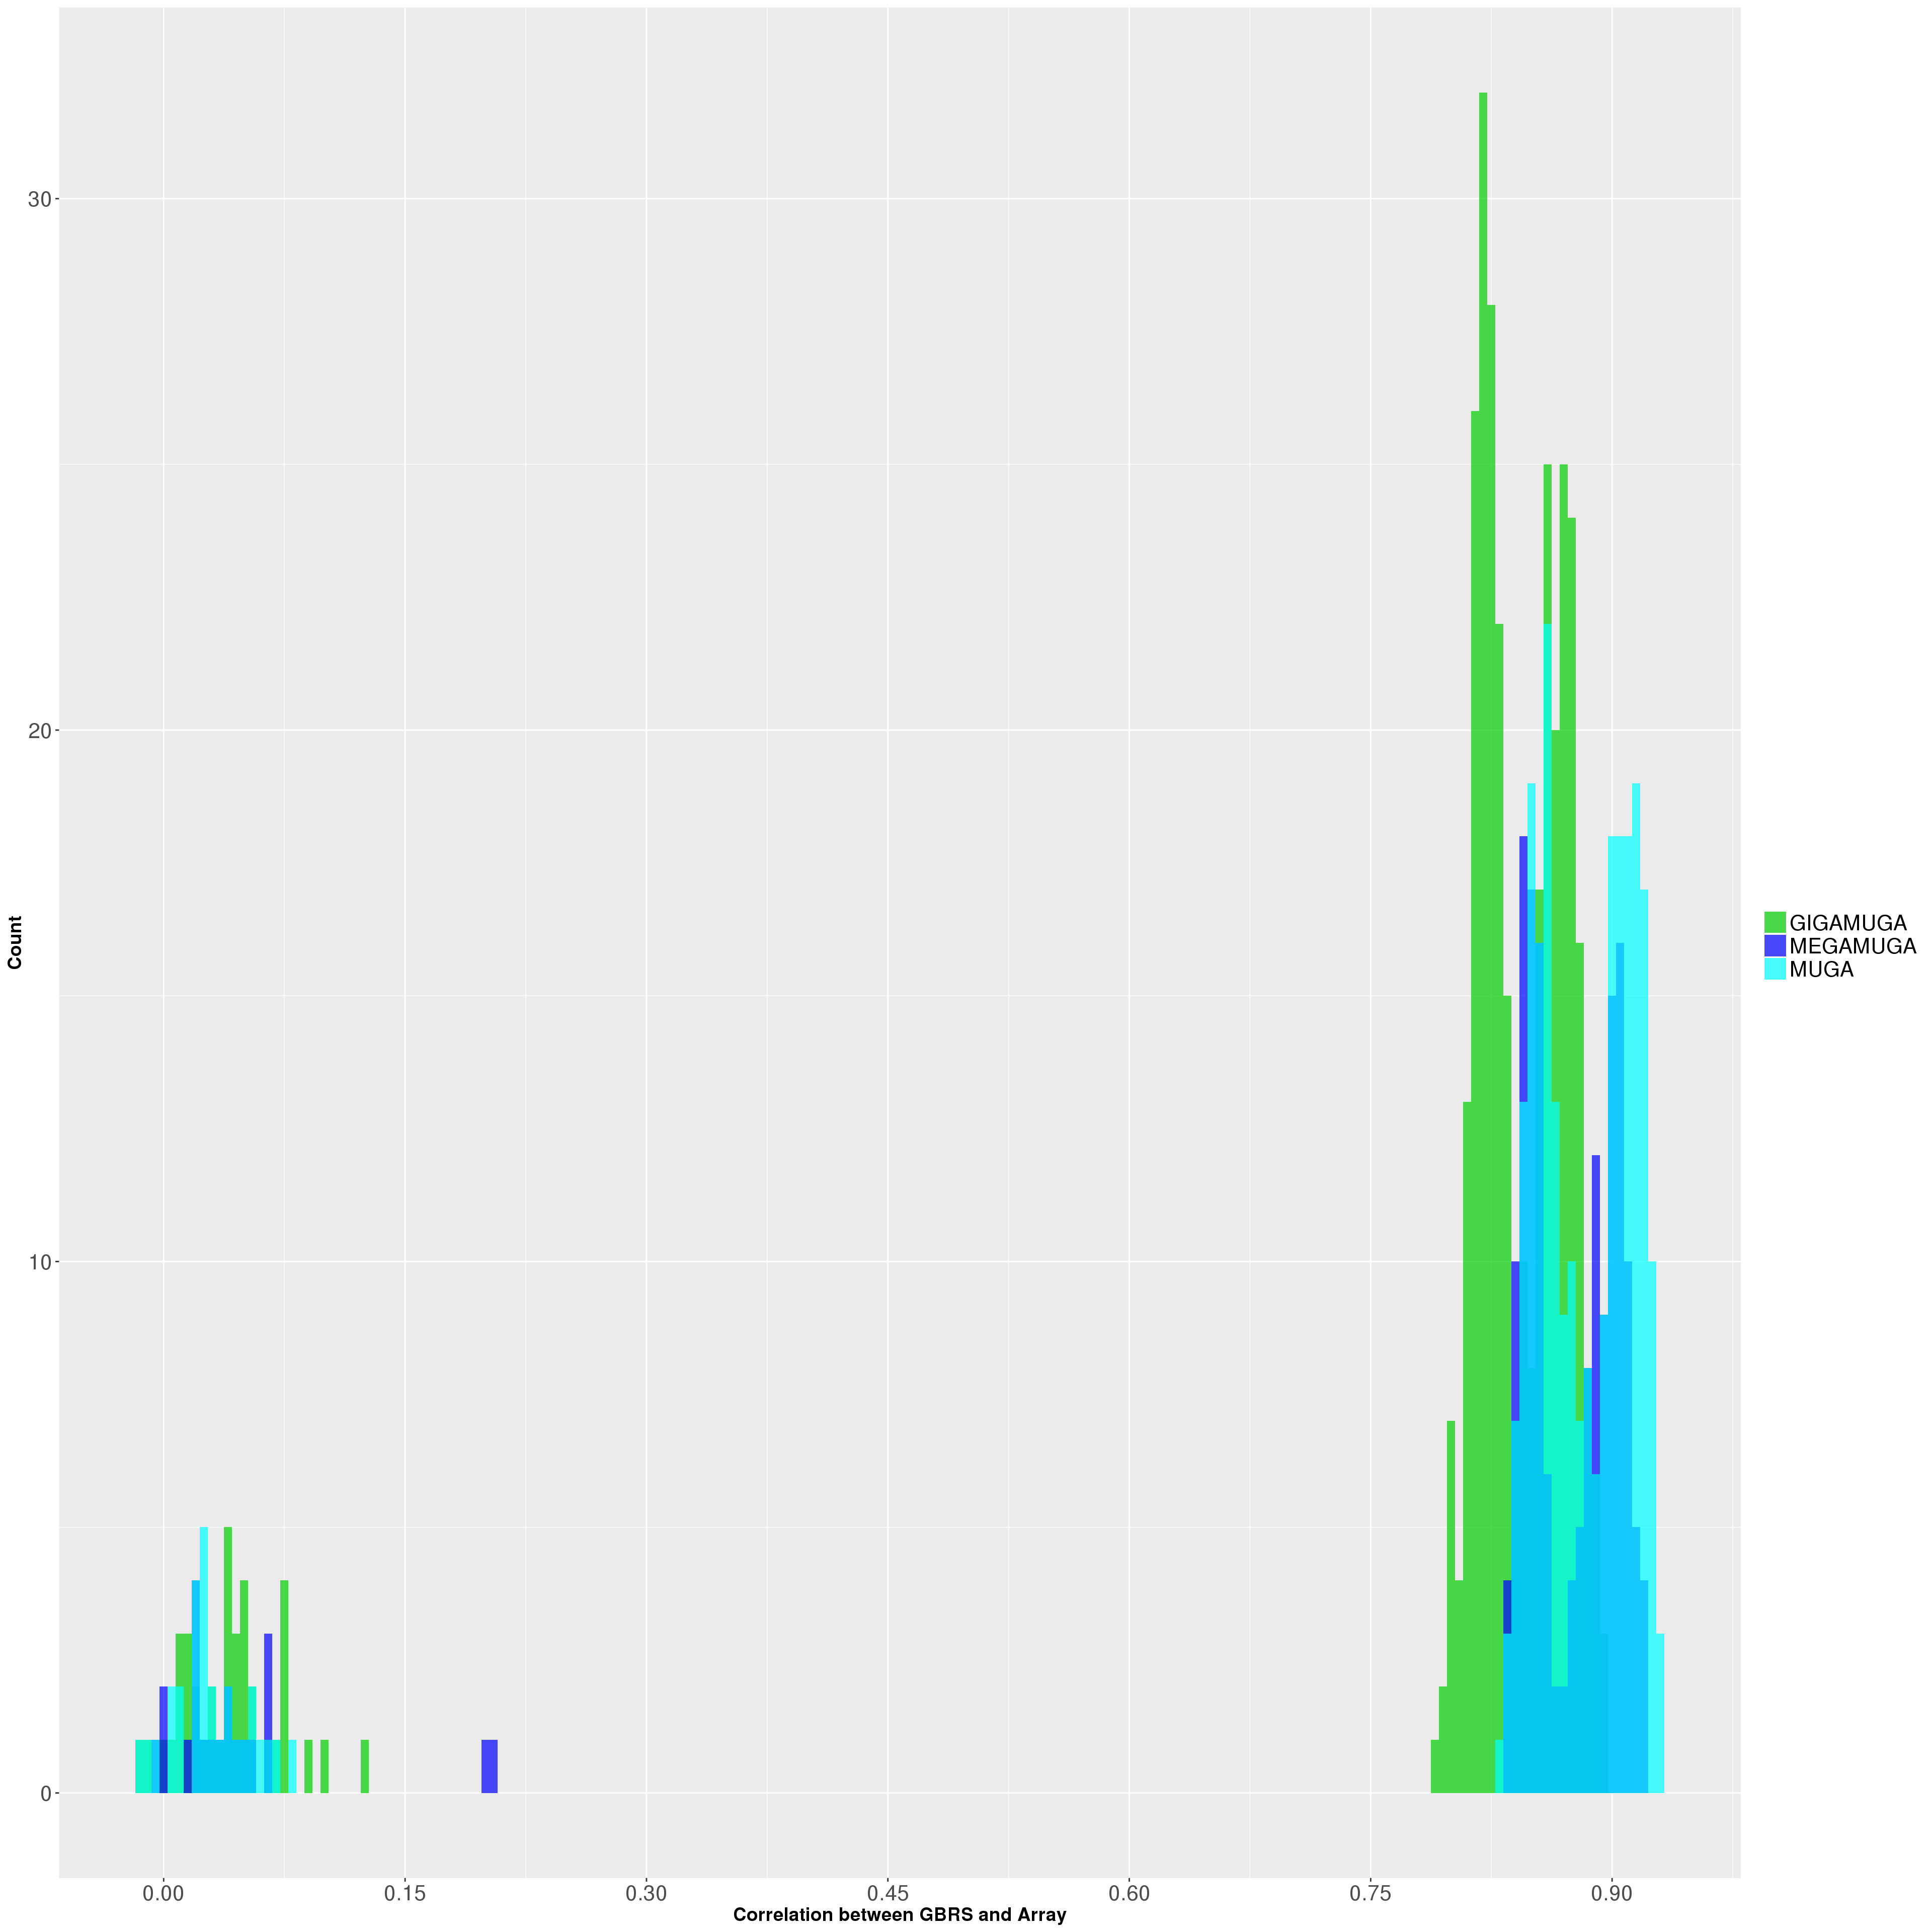 Count
30
20
10
0
0.00 0.15 0.30 0.45 0.60 0.75 0.90
Correlation between GBRS and Array
GIGAMUGA
MEGAMUGA
MUGA